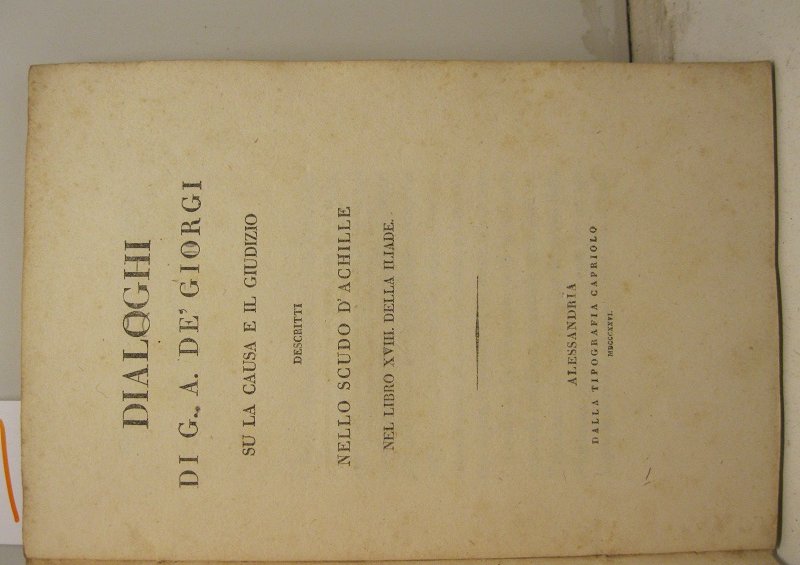 DIALOGHI
DI G. A. DE' GIORGI
SU LA CAUSA E IL GIUDIZIO
DESCRITTI
NELLO SCUDO D'ACHILLE
NEL LIBRO XVIII. DELLA ILIADE.
ALESSANDRIA
DALLA TIPOGRAFIA CAPRIOLO
MDCCCXXVI.